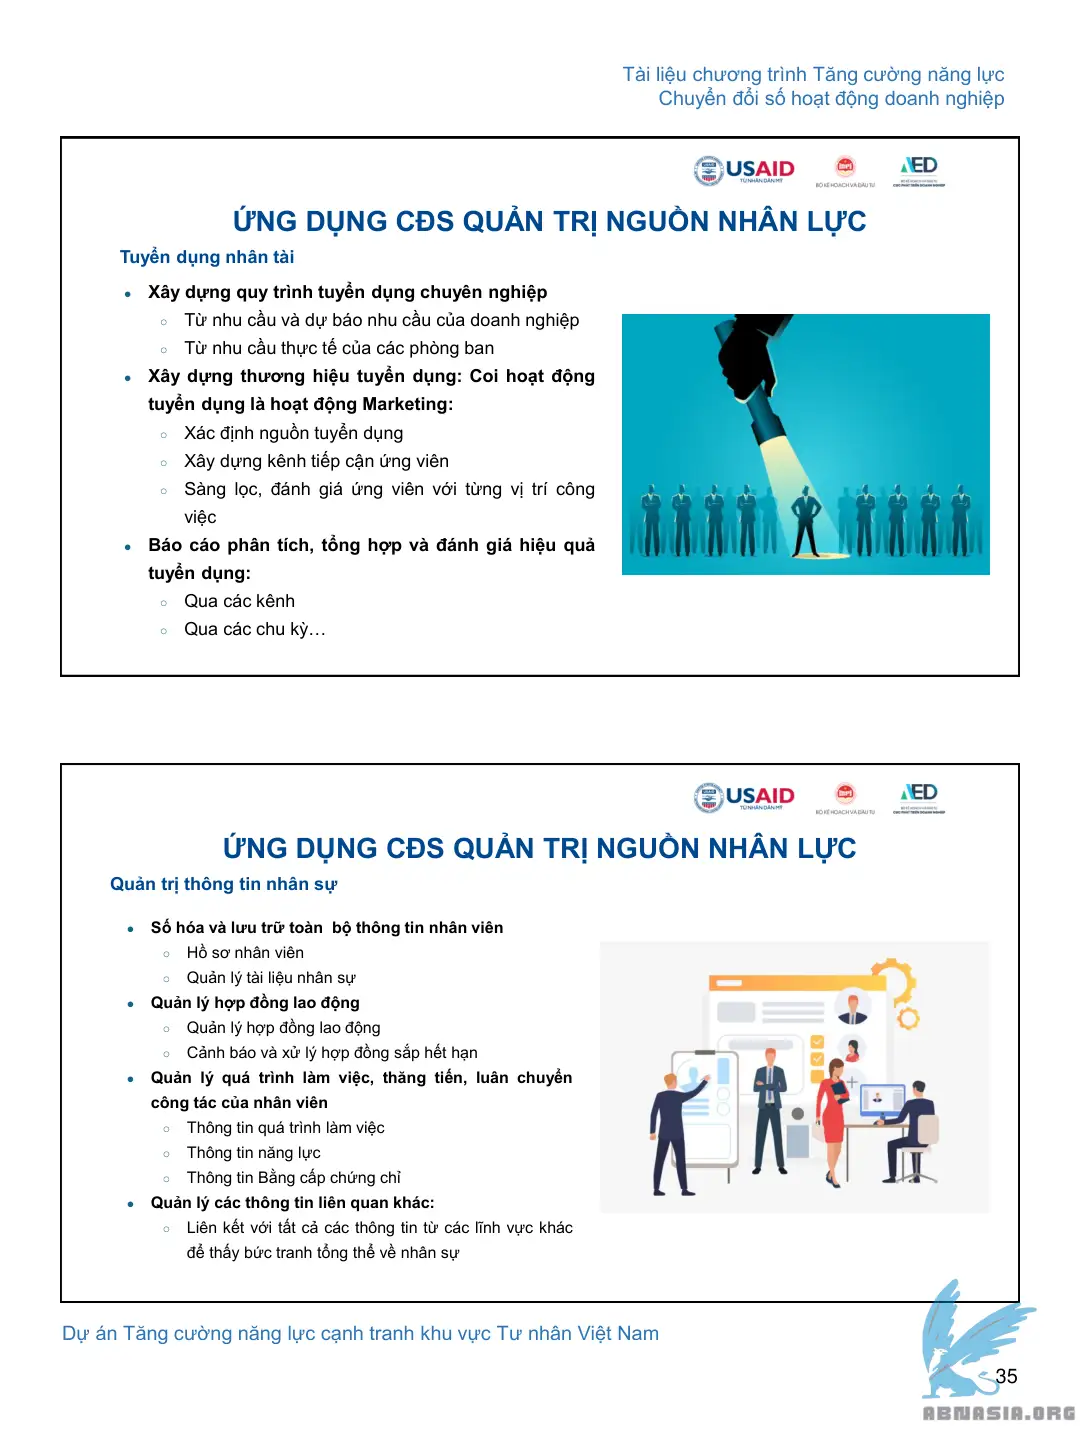 Tài liệu chương trình Tăng cường năng lực
Chuyển đổi số hoạt động doanh nghiệp
USAID
TỪ NHÂN DÂN MỸ
BỘ KẾ HOẠCH VÀ ĐẦU TƯ
AED
CỤC PHÁT TRIỂN DOANH NGHIỆP
ỨNG DỤNG CĐS QUẢN TRỊ NGUỒN NHÂN LỰC
Tuyển dụng nhân tài
Xây dựng quy trình tuyển dụng chuyên nghiệp
Từ nhu cầu và dự báo nhu cầu của doanh nghiệp
Từ nhu cầu thực tế của các phòng ban
Xây dựng thương hiệu tuyển dụng: Coi hoạt động
tuyển dụng là hoạt động Marketing:
Xác định nguồn tuyển dụng
Xây dựng kênh tiếp cận ứng viên
Sàng lọc, đánh giá ứng viên với từng vị trí công
việc
Báo cáo phân tích, tổng hợp và đánh giá hiệu quả
tuyển dụng:
Qua các kênh
Qua các chu kỳ…
USAID
TỪ NHÂN DÂN MỸ
BỘ KẾ HOẠCH VÀ ĐẦU TƯ
AED
CỤC PHÁT TRIỂN DOANH NGHIỆP
ỨNG DỤNG CĐS QUẢN TRỊ NGUỒN NHÂN LỰC
Quản trị thông tin nhân sự
Số hóa và lưu trữ toàn bộ thông tin nhân viên
Hồ sơ nhân viên
Quản lý tài liệu nhân sự
Quản lý hợp đồng lao động
Quản lý hợp đồng lao động
Cảnh báo và xử lý hợp đồng sắp hết hạn
Quản lý quá trình làm việc, thăng tiến, luân chuyển
công tác của nhân viên
Thông tin quá trình làm việc
Thông tin năng lực
Thông tin Bằng cấp chứng chỉ
Quản lý các thông tin liên quan khác:
Liên kết với tất cả các thông tin từ các lĩnh vực khác
để thấy bức tranh tổng thể về nhân sự
Dự án Tăng cường năng lực cạnh tranh khu vực Tư nhân Việt Nam
35
ABNASIA.ORG